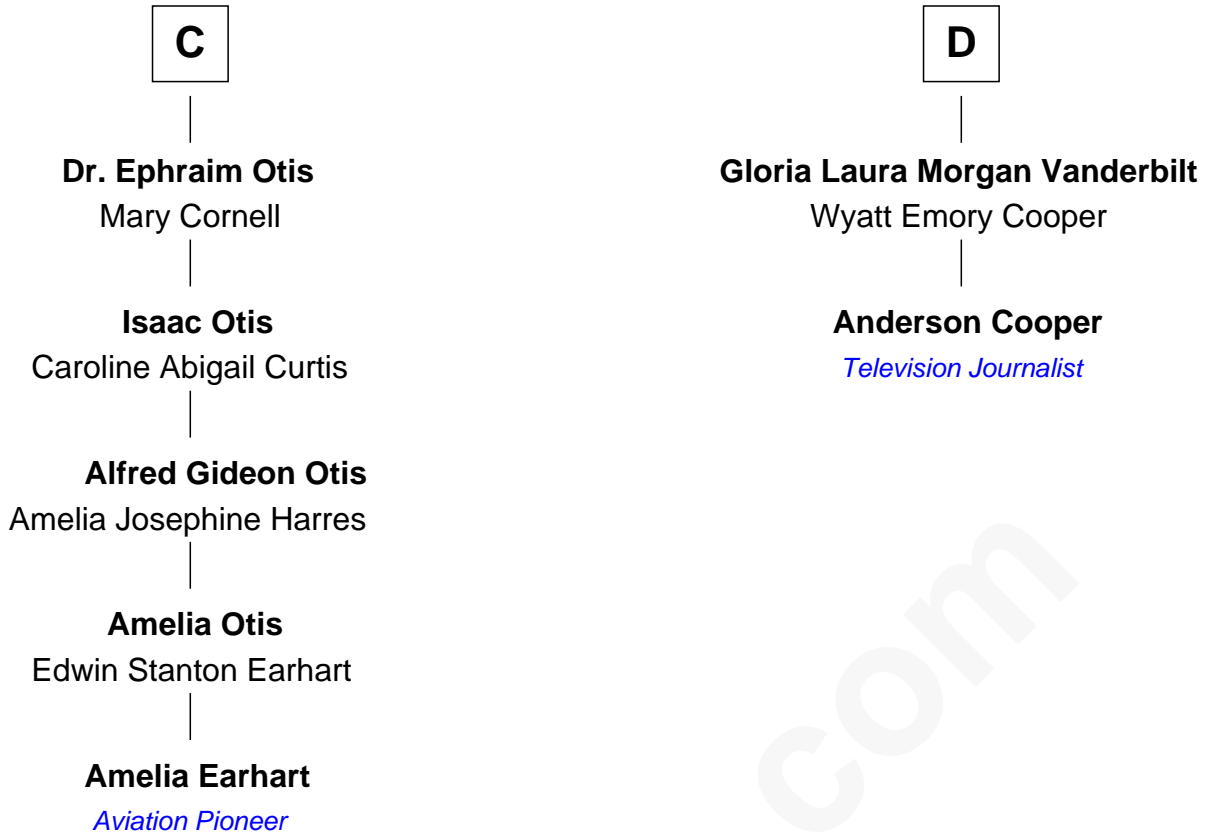 C
Dr. Ephraim Otis
Mary Cornell
Isaac Otis
Caroline Abigail Curtis
Alfred Gideon Otis
Amelia Josephine Harres
Amelia Otis
Edwin Stanton Earhart
Amelia Earhart
Aviation Pioneer
D
Gloria Laura Morgan Vanderbilt
Wyatt Emory Cooper
Anderson Cooper
Television Journalist
com